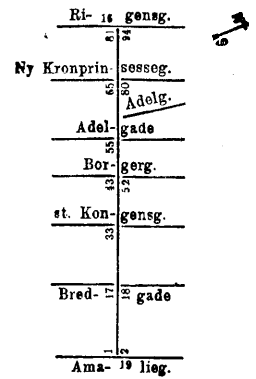 Ri- 16 gensg.
81 94
Ny Kronprin- sesseg.
65 80
Adelg.
Adel- gade
55
Bor- gerg.
43 52
st. Kon- gensg.
33
Bred- 17 18 gade
1 2
Ama- 19 lieg.